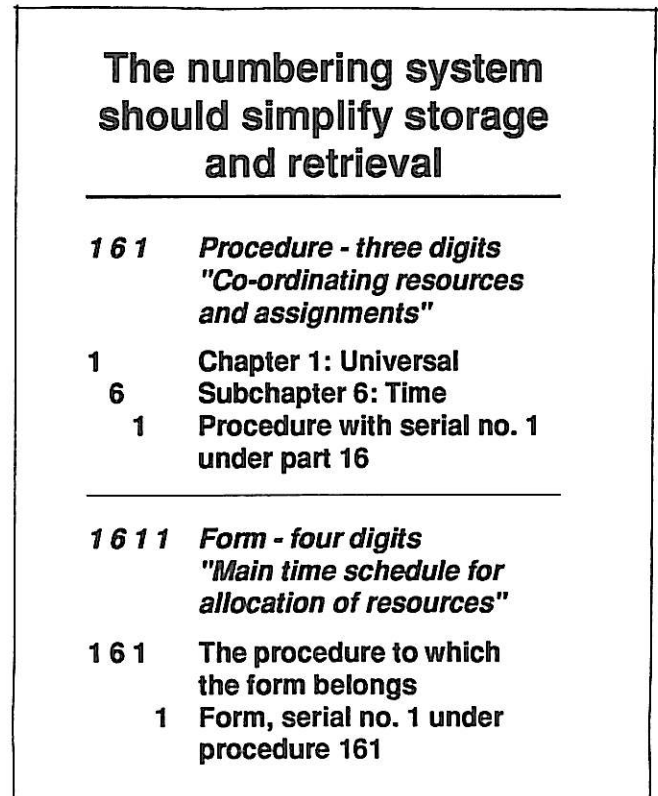 The numbering system
should simplify storage
and retrieval
1 6 1 Procedure - three digits
"Co-ordinating resources
and assignments"
1 Chapter 1: Universal
6 Subchapter 6: Time
1 Procedure with serial no. 1
under part 16
1 6 1 1 Form - four digits
"Main time schedule for
allocation of resources"
1 6 1 The procedure to which
the form belongs
1 Form, serial no. 1 under
procedure 161